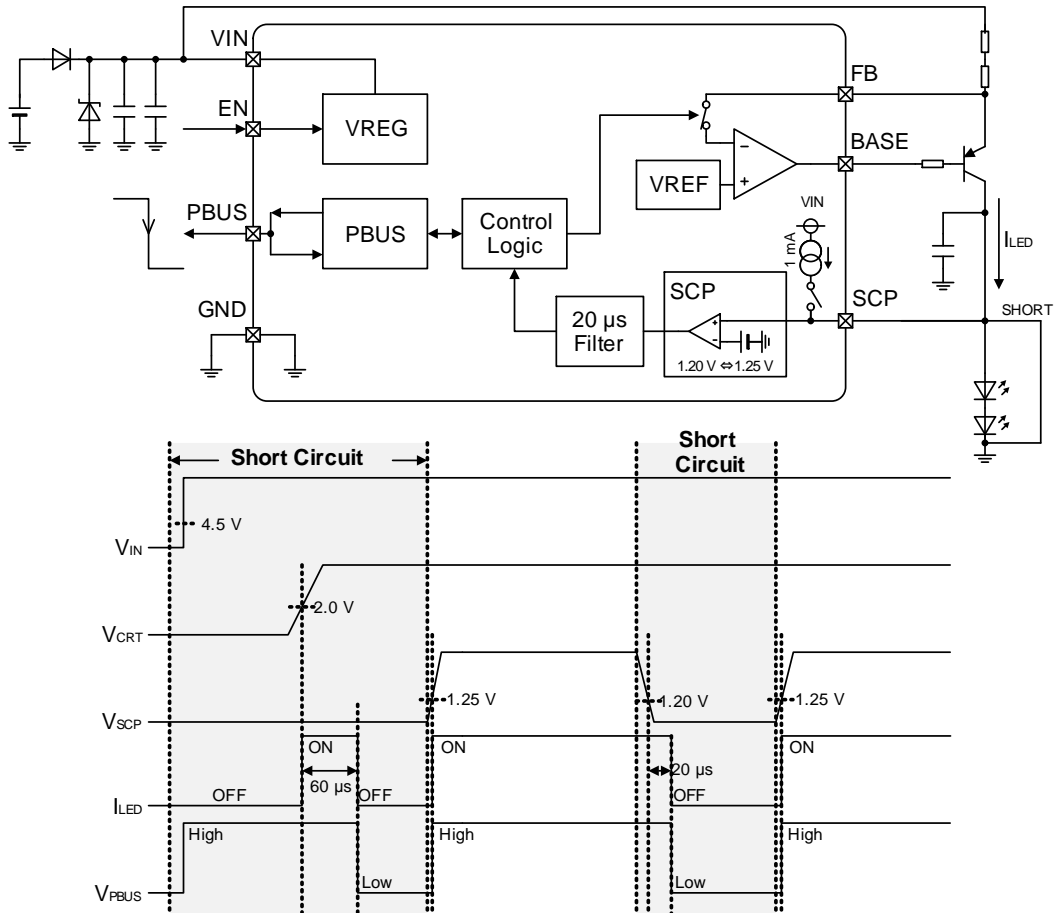 VIN
FB
EN
VREG
BASE
VREF
VIN
PBUS
PBUS
Control
Logic
1 mA
ILED
SCP
SCP
SHORT
GND
20 µs
Filter
+
-
1.20 V ⇔ 1.25 V
Short Circuit
Short
Circuit
4.5 V
VIN
2.0 V
VCRT
1.25 V
1.20 V
1.25 V
VSCP
ON
ON
ON
60 µs
20 µs
OFF
OFF
OFF
ILED
High
High
High
Low
Low
VPBUS